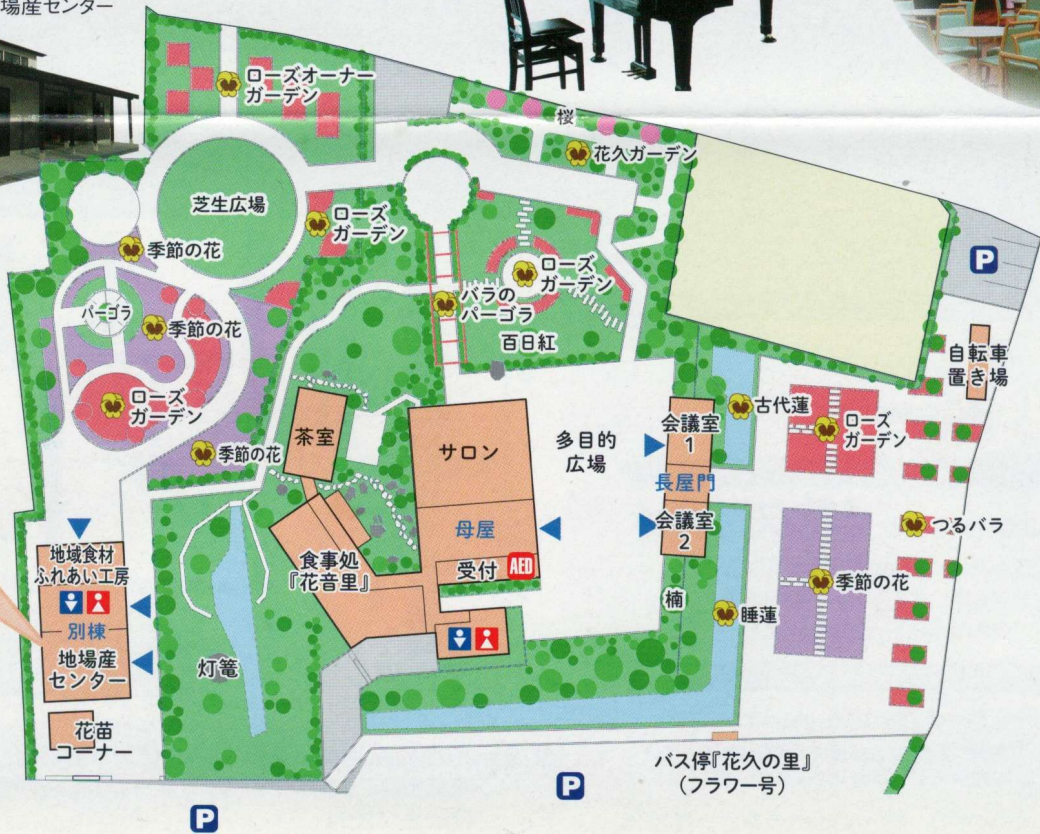 場産センター
ローズオーナー
ガーデン
桜
花久ガーデン
芝生広場
ローズ
ガーデン
季節の花
ローズ
ガーデン
P
バラの
パーゴラ
パーゴラ
季節の花
百日紅
自転車
置き場
ローズ
ガーデン
古代蓮
ローズ
ガーデン
会議室
1
茶室
サロン
多目的
広場
季節の花
長屋門
母屋
会議室
2
つるバラ
地域食材
ふれあい工房
食事処
『花音里』
受付
AED
季節の花
楠
睡蓮
別棟
地場産
センター
灯篭
花苗
コーナー
バス停『花久の里』
(フラワー号)
P
P